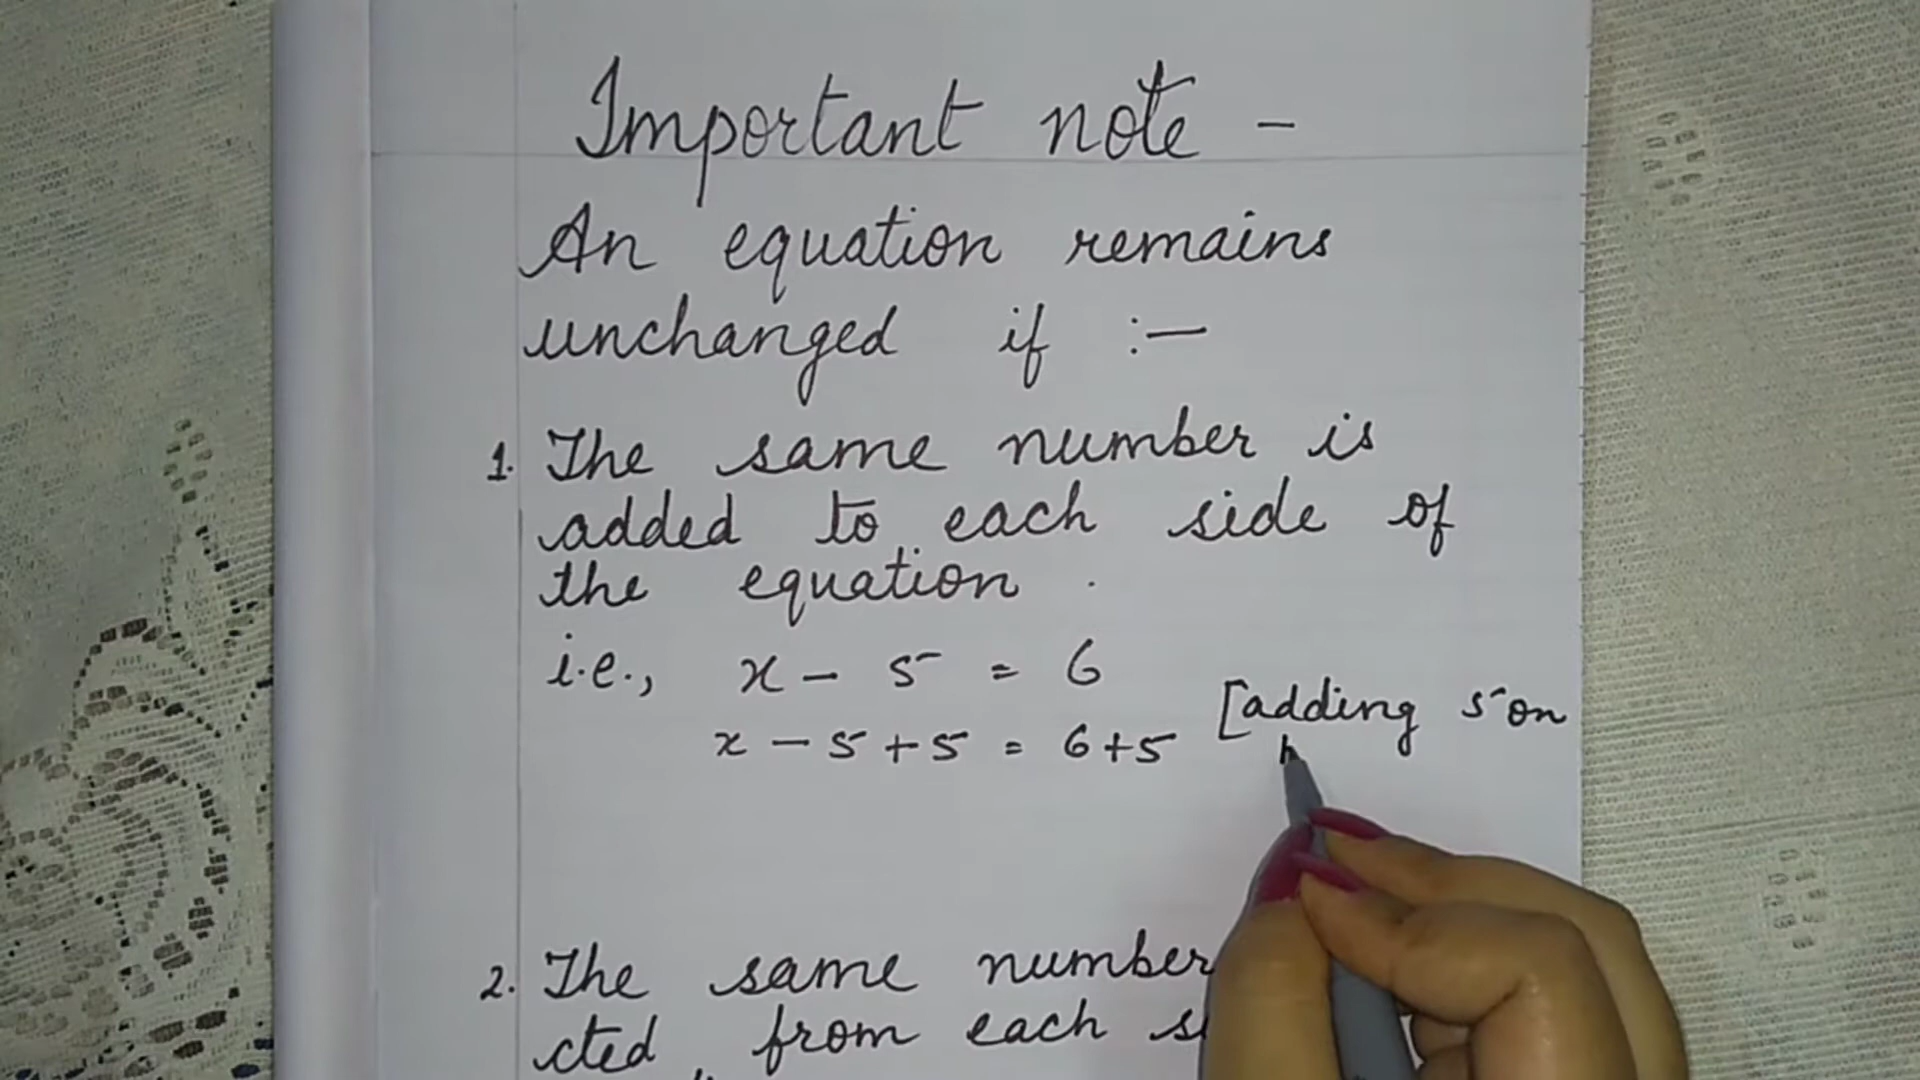 Important note -
An equation remains
unchanged if :-
1. The same number is
added to each side of
the equation .
i.e., x - 5 = 6
x - 5 + 5 = 6+5 [adding 5 on
2. The same number
cted from each